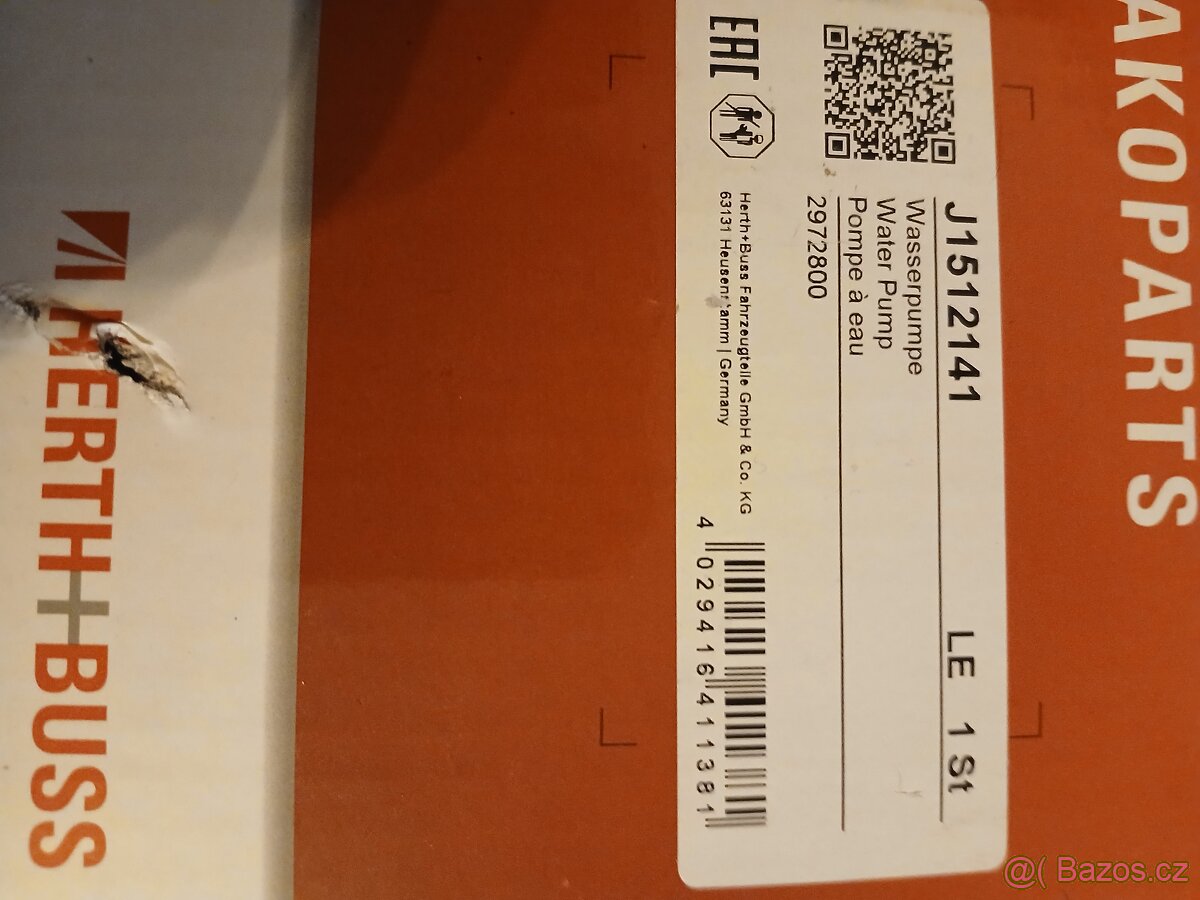 AKOPARTS
J1512141 LE 1 St
Wasserpumpe
Water Pump
Pompe à eau
2972800
EAC
Herth+Buss Fahrzeugteile GmbH & Co. KG
63131 Heusenstamm | Germany
4 029416 411381
HERTH+BUSS
@( Bazos.cz